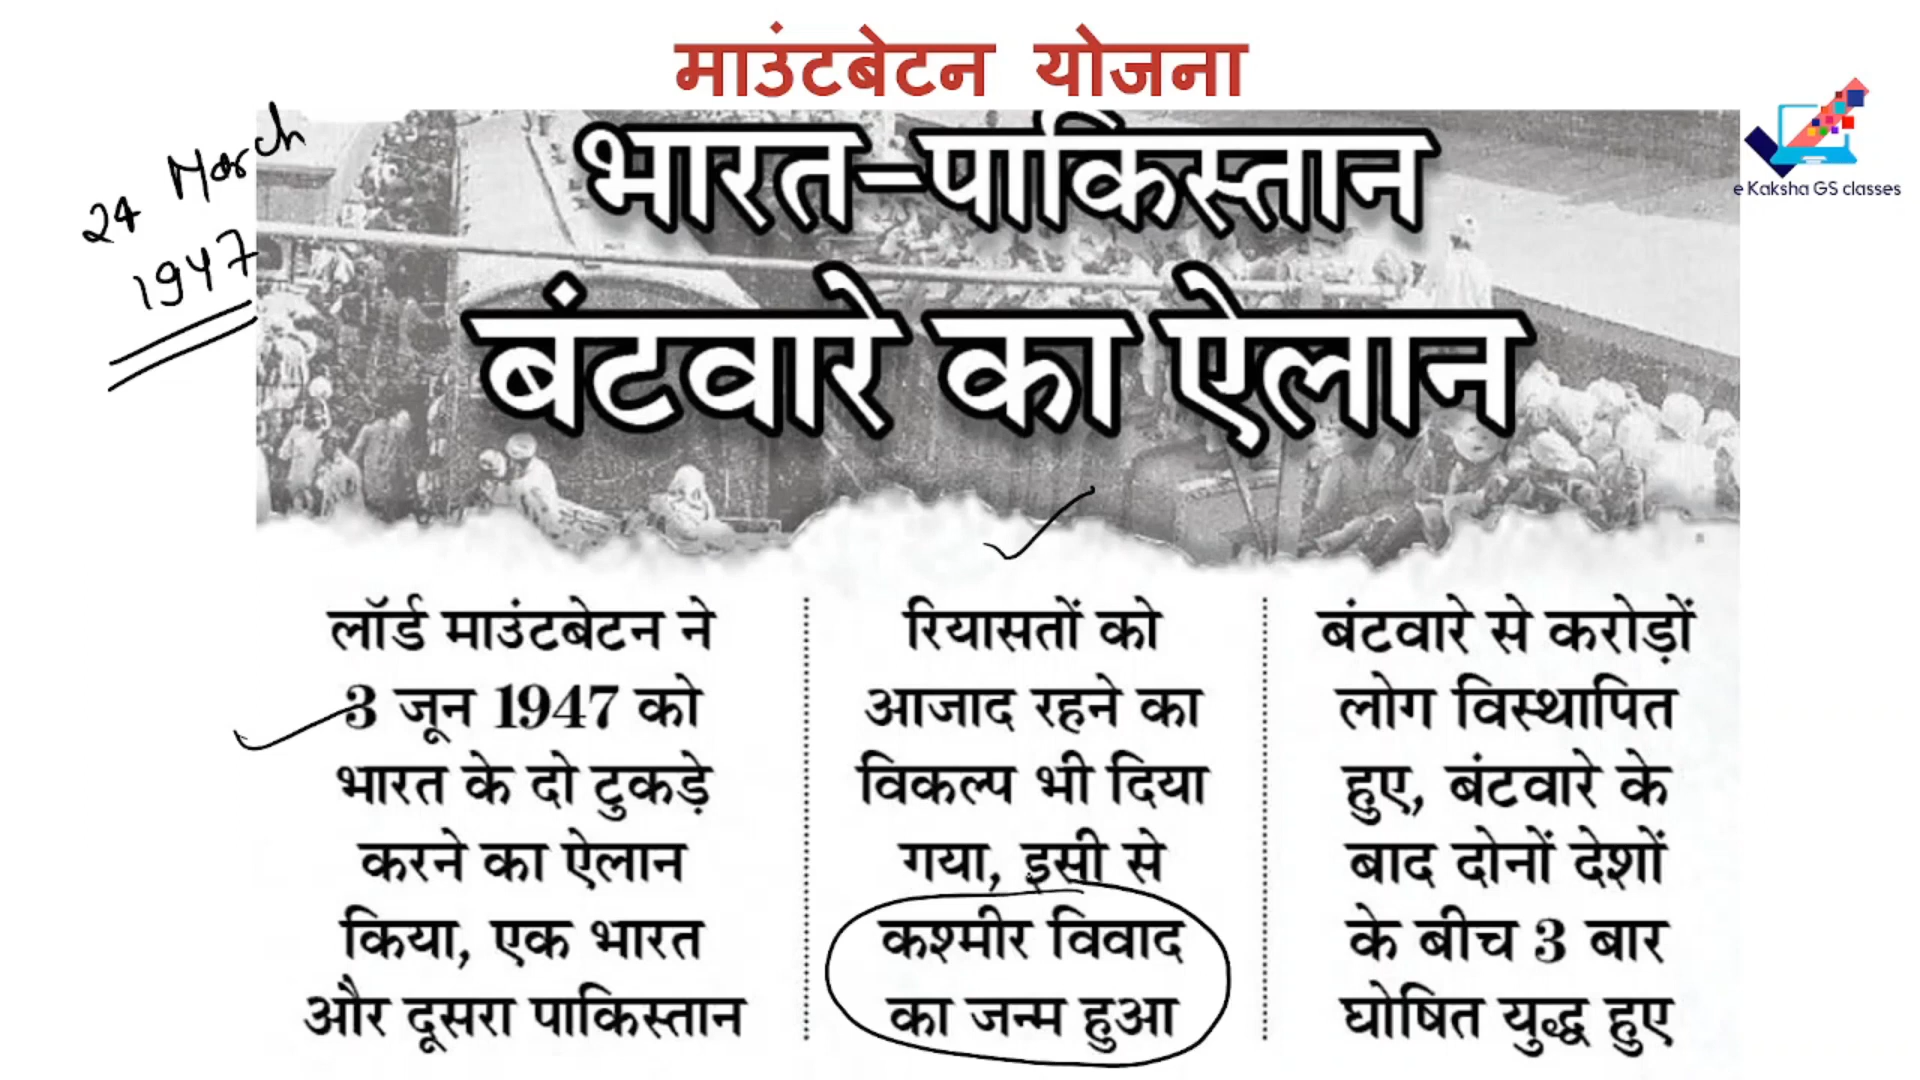 माउंटबेटन योजना
24 March
1947
e Kaksha GS classes
भारत-पाकिस्तान
बंटवारे का ऐलान
लॉर्ड माउंटबेटन ने
3 जून 1947 को
भारत के दो टुकड़े
करने का ऐलान
किया, एक भारत
और दूसरा पाकिस्तान
रियासतों को
आजाद रहने का
विकल्प भी दिया
गया, इसी से
कश्मीर विवाद
का जन्म हुआ
बंटवारे से करोड़ों
लोग विस्थापित
हुए, बंटवारे के
बाद दोनों देशों
के बीच 3 बार
घोषित युद्ध हुए